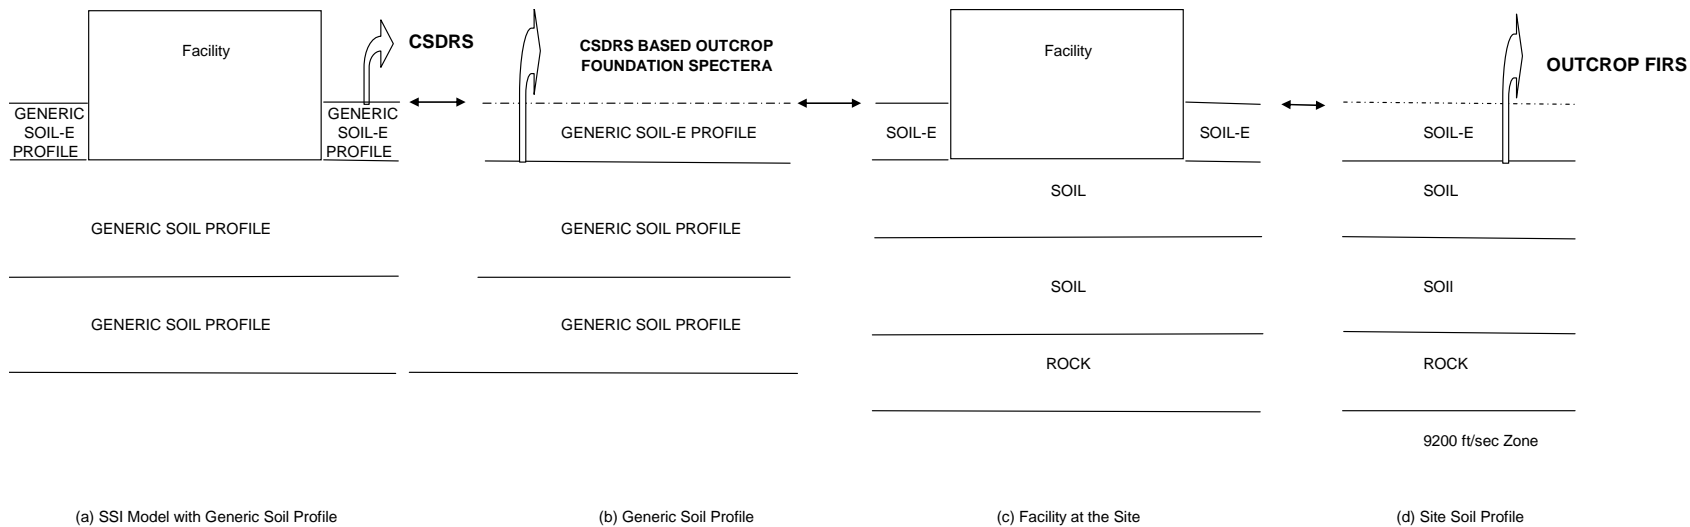 Facility
CSDRS
GENERIC
SOIL-E
PROFILE
GENERIC
SOIL-E
PROFILE
GENERIC SOIL PROFILE
GENERIC SOIL PROFILE
(a) SSI Model with Generic Soil Profile
CSDRS BASED OUTCROP
FOUNDATION SPECTERA
GENERIC SOIL-E PROFILE
GENERIC SOIL PROFILE
GENERIC SOIL PROFILE
(b) Generic Soil Profile
Facility
SOIL-E
SOIL-E
SOIL
SOIL
ROCK
(c) Facility at the Site
OUTCROP FIRS
SOIL-E
SOIL
SOIl
ROCK
9200 ft/sec Zone
(d) Site Soil Profile